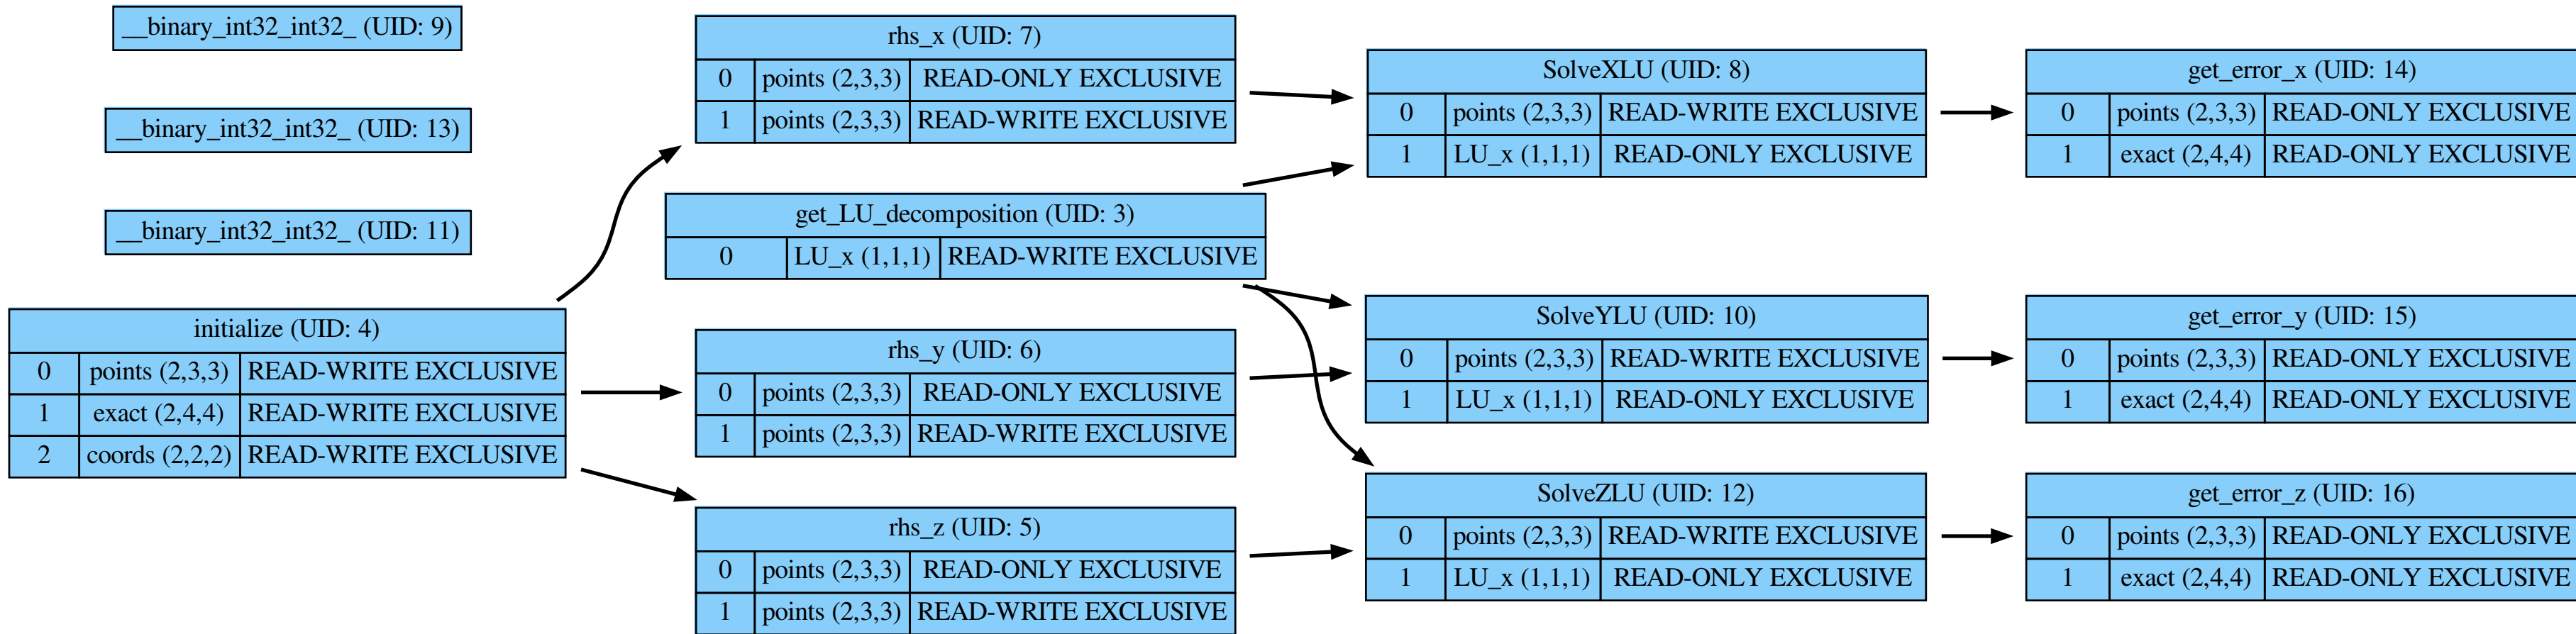 __binary_int32_int32_ (UID: 9)
__binary_int32_int32_ (UID: 13)
__binary_int32_int32_ (UID: 11)
initialize (UID: 4)
0 points (2,3,3) READ-WRITE EXCLUSIVE
1 exact (2,4,4) READ-WRITE EXCLUSIVE
2 coords (2,2,2) READ-WRITE EXCLUSIVE
rhs_x (UID: 7)
0 points (2,3,3) READ-ONLY EXCLUSIVE
1 points (2,3,3) READ-WRITE EXCLUSIVE
get_LU_decomposition (UID: 3)
0 LU_x (1,1,1) READ-WRITE EXCLUSIVE
rhs_y (UID: 6)
0 points (2,3,3) READ-ONLY EXCLUSIVE
1 points (2,3,3) READ-WRITE EXCLUSIVE
rhs_z (UID: 5)
0 points (2,3,3) READ-ONLY EXCLUSIVE
1 points (2,3,3) READ-WRITE EXCLUSIVE
SolveXLU (UID: 8)
0 points (2,3,3) READ-WRITE EXCLUSIVE
1 LU_x (1,1,1) READ-ONLY EXCLUSIVE
SolveYLU (UID: 10)
0 points (2,3,3) READ-WRITE EXCLUSIVE
1 LU_x (1,1,1) READ-ONLY EXCLUSIVE
SolveZLU (UID: 12)
0 points (2,3,3) READ-WRITE EXCLUSIVE
1 LU_x (1,1,1) READ-ONLY EXCLUSIVE
get_error_x (UID: 14)
0 points (2,3,3) READ-ONLY EXCLUSIVE
1 exact (2,4,4) READ-ONLY EXCLUSIVE
get_error_y (UID: 15)
0 points (2,3,3) READ-ONLY EXCLUSIVE
1 exact (2,4,4) READ-ONLY EXCLUSIVE
get_error_z (UID: 16)
0 points (2,3,3) READ-ONLY EXCLUSIVE
1 exact (2,4,4) READ-ONLY EXCLUSIVE